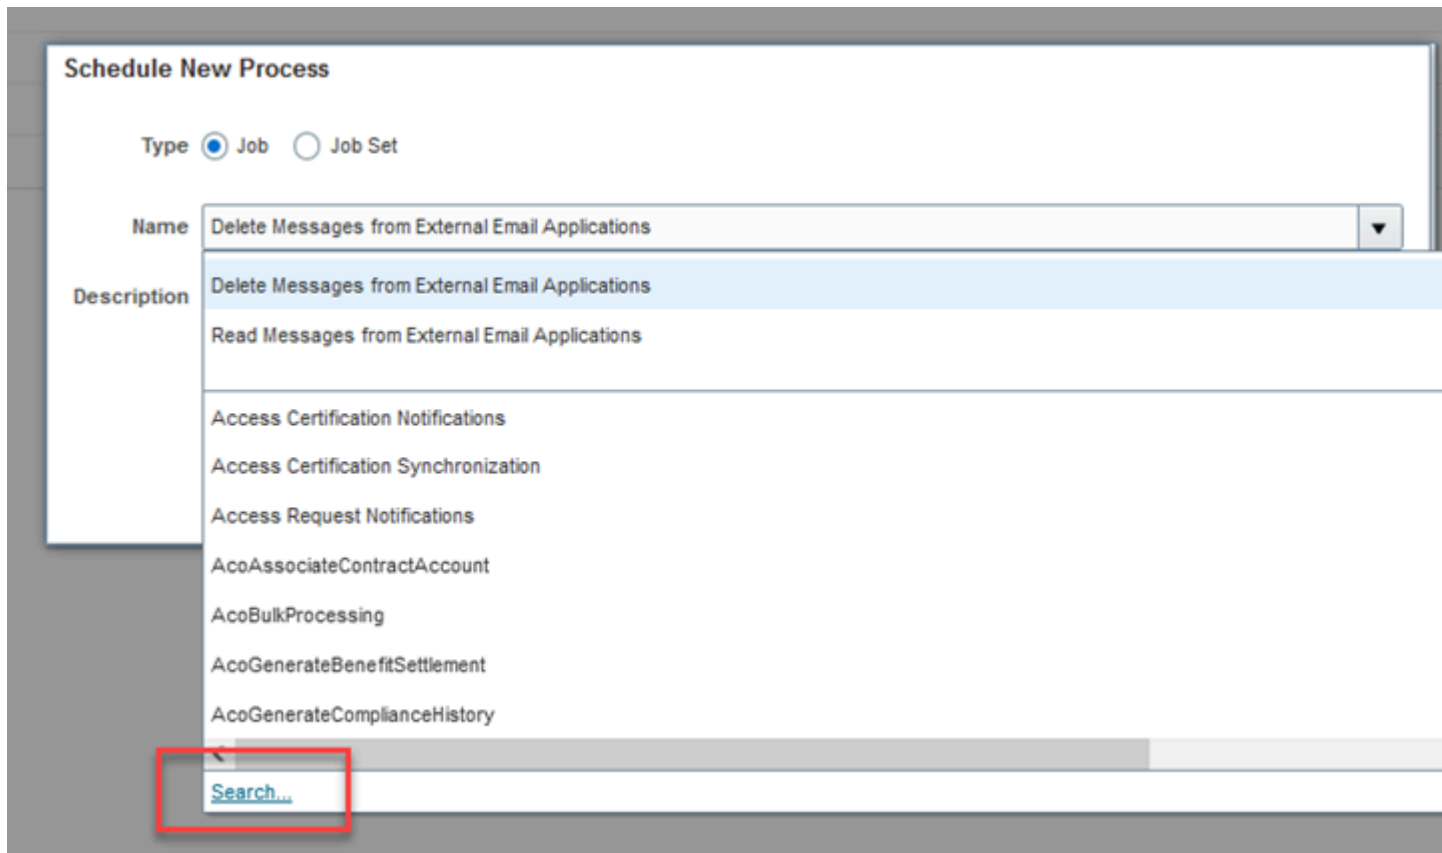 Schedule New Process
Type Job Job Set
Name Delete Messages from External Email Applications
Description
Delete Messages from External Email Applications
Read Messages from External Email Applications
Access Certification Notifications
Access Certification Synchronization
Access Request Notifications
AcoAssociateContractAccount
AcoBulkProcessing
AcoGenerateBenefitSettlement
AcoGenerateComplianceHistory
Search...